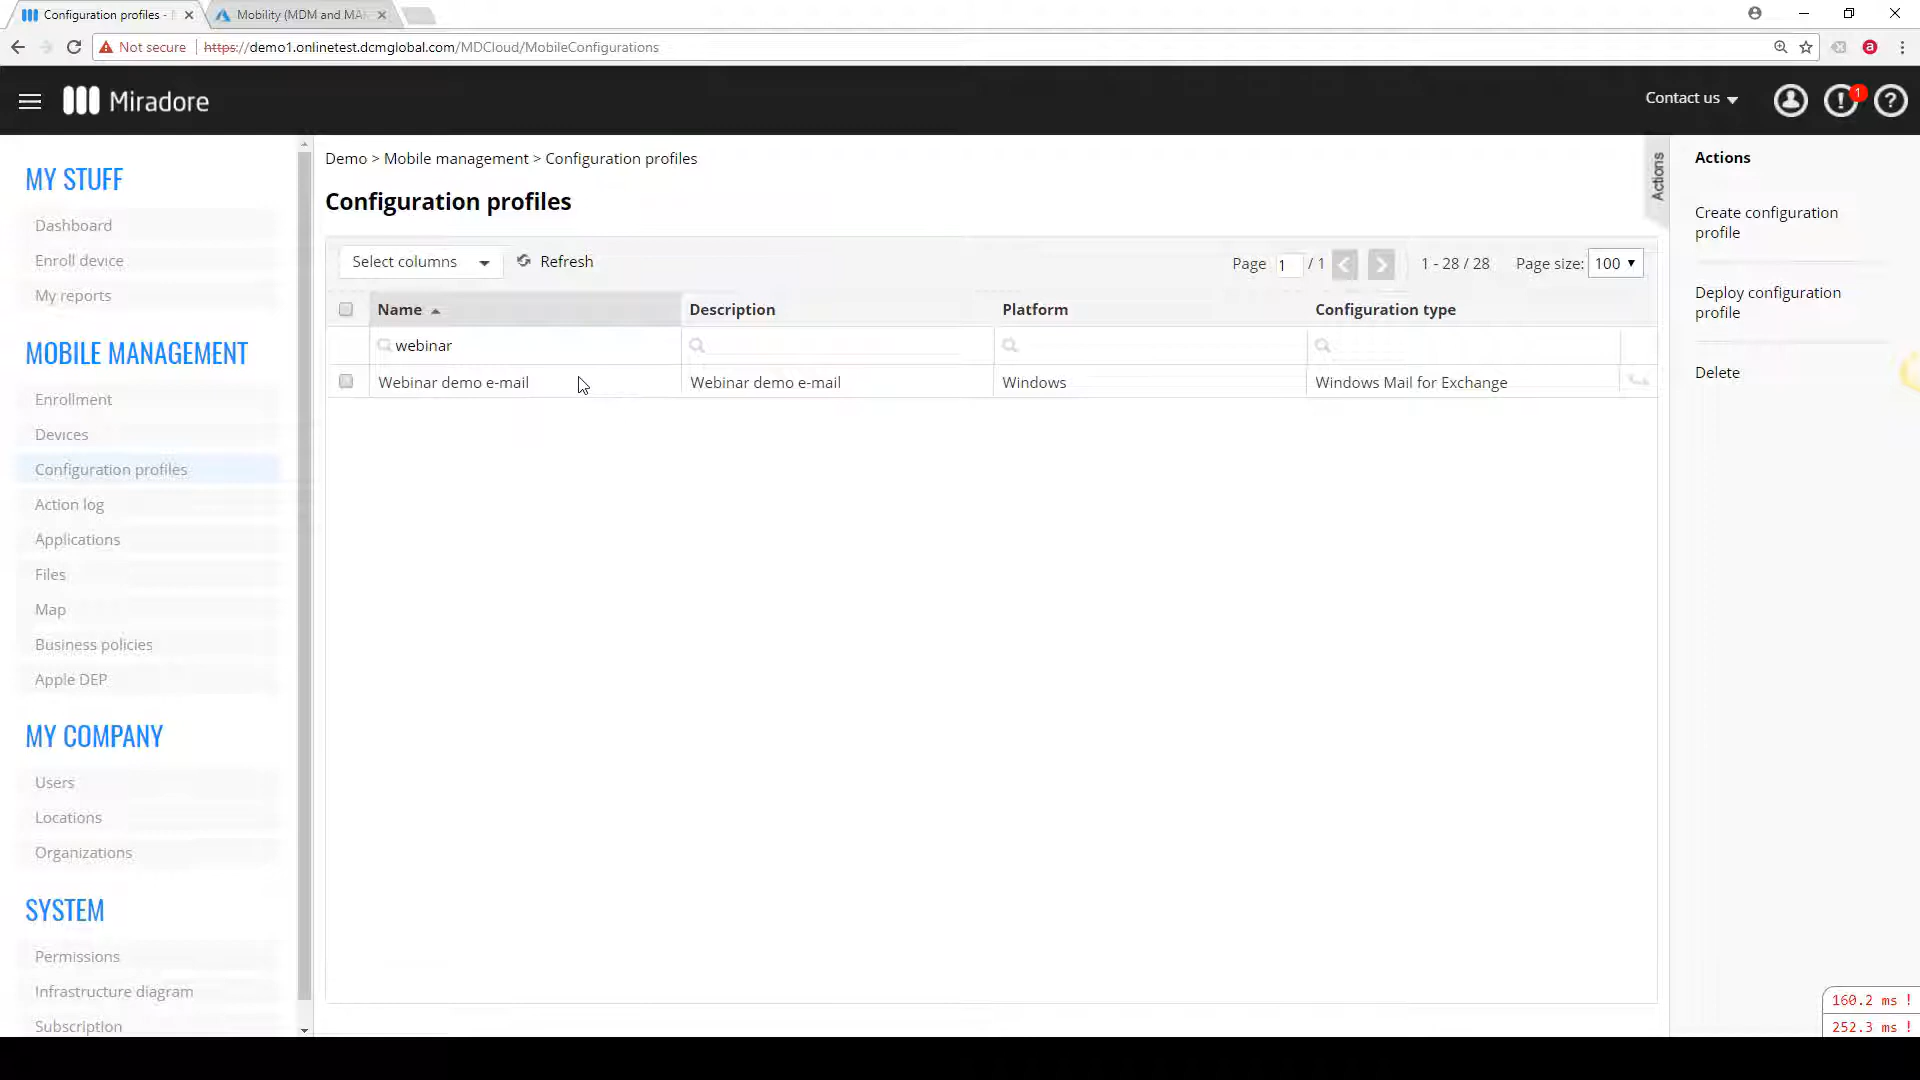 Configuration profiles -
Mobility (MDM and MAM
Not secure https://demo1.onlinetest.dcmglobal.com/MDCloud/MobileConfigurations
a
Miradore
Contact us
1
MY STUFF
Dashboard
Enroll device
My reports
MOBILE MANAGEMENT
Enrollment
Devices
Configuration profiles
Action log
Applications
Files
Map
Business policies
Apple DEP
MY COMPANY
Users
Locations
Organizations
SYSTEM
Permissions
Infrastructure diagram
Subscription
Demo > Mobile management > Configuration profiles
Configuration profiles
Select columns Refresh Page 1 / 1 1 - 28 / 28 Page size: 100
Name Description Platform Configuration type
webinar
Webinar demo e-mail Webinar demo e-mail Windows Windows Mail for Exchange
Actions
Actions
Create configuration
profile
Deploy configuration
profile
Delete
160.2 ms !
252.3 ms !